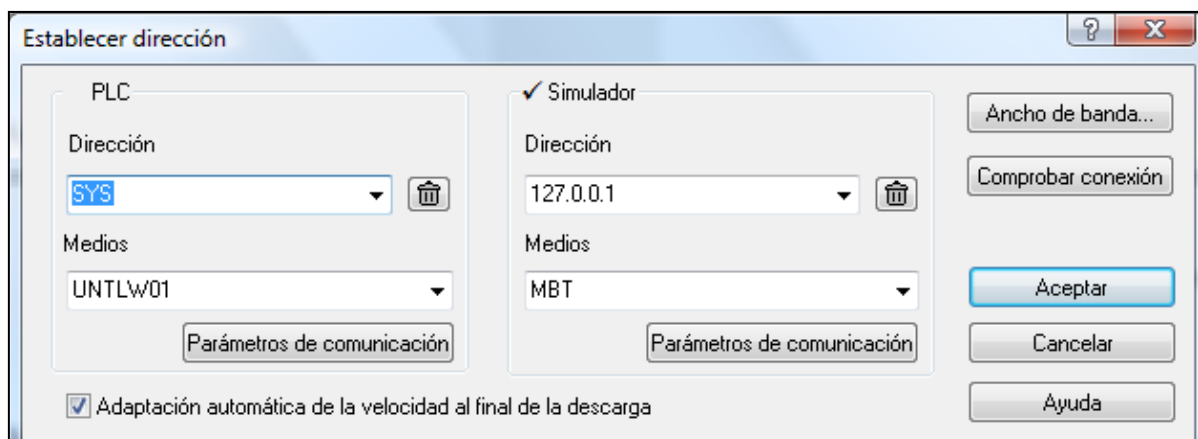 Establecer dirección
PLC
Dirección
SYS
Medios
UNTLW01
Parámetros de comunicación
✓ Simulador
Dirección
127.0.0.1
Medios
MBT
Parámetros de comunicación
Adaptación automática de la velocidad al final de la descarga
Ancho de banda...
Comprobar conexión
Aceptar
Cancelar
Ayuda